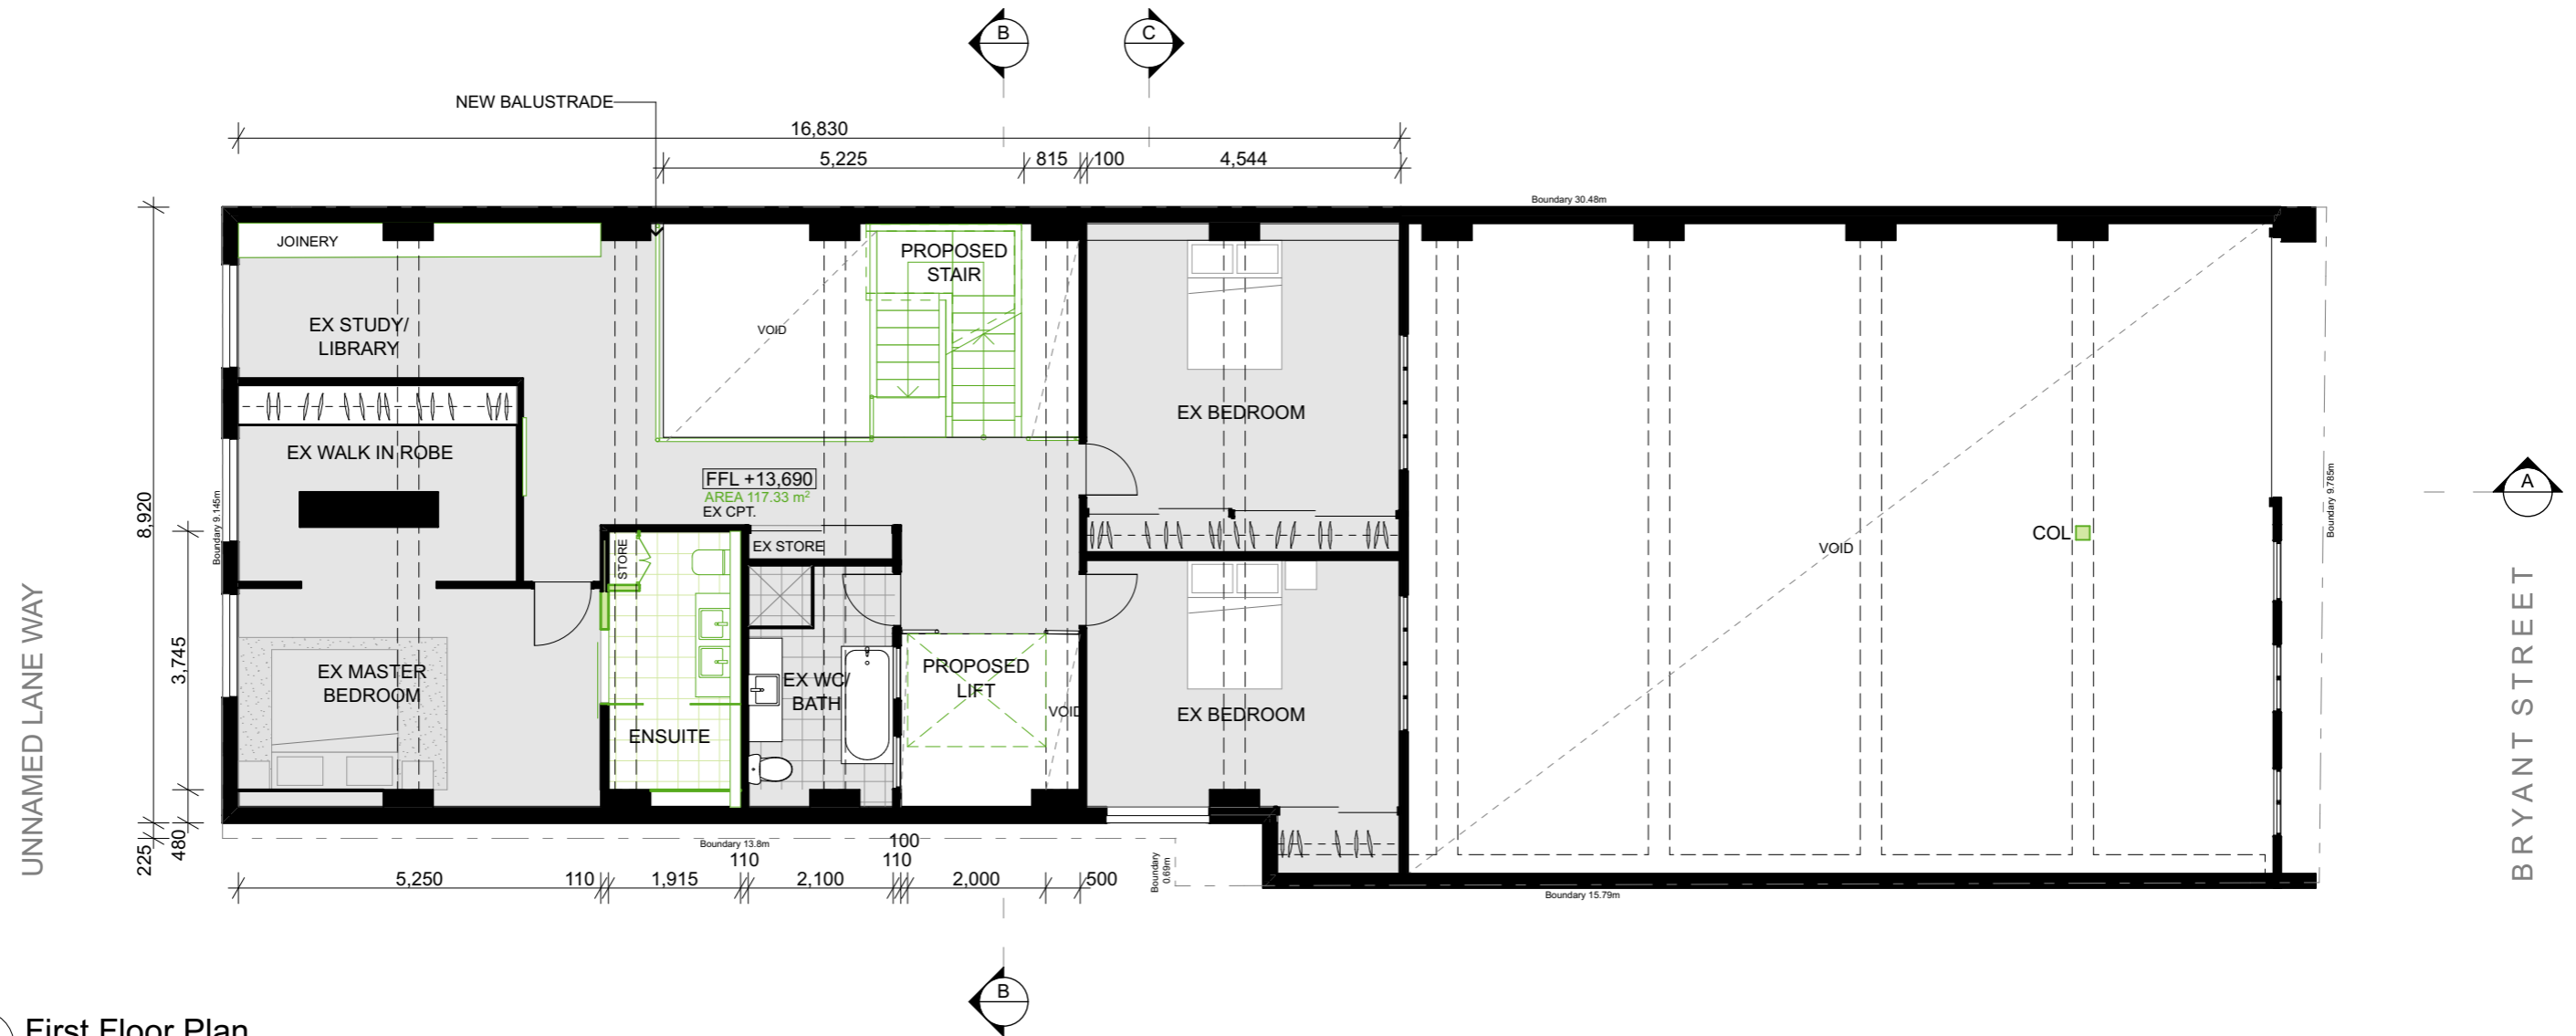 B
C
NEW BALUSTRADE
16,830
5,225
815
100
4,544
Boundary 30.48m
JOINERY
PROPOSED
STAIR
EX STUDY/
LIBRARY
VOID
EX BEDROOM
EX WALK IN ROBE
FFL +13,690
AREA 117.33 m²
EX CPT.
8,920
3,745
225
480
Boundary 9.145m
STORE
EX STORE
COL
VOID
Boundary 9.785m
A
UNNAMED LANE WAY
BRYANT STREET
EX MASTER
BEDROOM
ENSUITE
EX WC/
BATH
PROPOSED
LIFT
VOID
EX BEDROOM
Boundary 13.8m
100
110
110
Boundary
0.69m
5,250
110
1,915
2,100
2,000
500
Boundary 15.79m
B
First Floor Plan